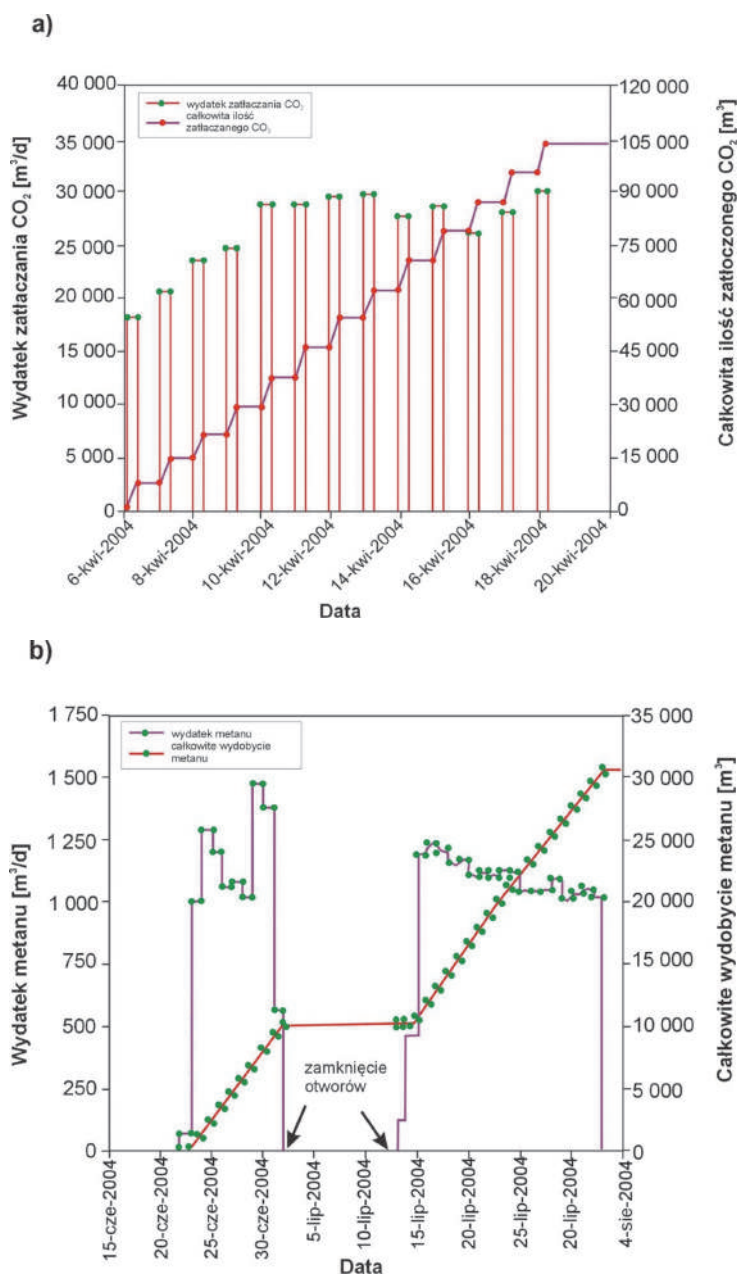 a)
40 000
35 000
30 000
25 000
20 000
15 000
10 000
5 000
0
Wydatek zatłaczania CO₂ [m³/d]
wydatek zatłaczania CO₂
całkowita ilość
zatłaczanego CO₂
120 000
105 000
90 000
75 000
60 000
45 000
30 000
15 000
0
Całkowita ilość zatłoczonego CO₂ [m³]
6-kwi-2004
8-kwi-2004
10-kwi-2004
12-kwi-2004
14-kwi-2004
16-kwi-2004
18-kwi-2004
20-kwi-2004
Data
b)
1 750
1 500
1250
1 000
750
500
250
0
Wydatek metanu [m³/d]
wydatek metanu
całkowite wydobycie
metanu
zamknięcie
otworów
35 000
30 000
25 000
20 000
15 000
10 000
5 000
0
Całkowite wydobycie metanu [m³]
15-cze-2004
20-cze-2004
25-cze-2004
30-cze-2004
5-lip-2004
10-lip-2004
15-lip-2004
20-lip-2004
25-lip-2004
20-lip-2004
4-sie-2004
Data